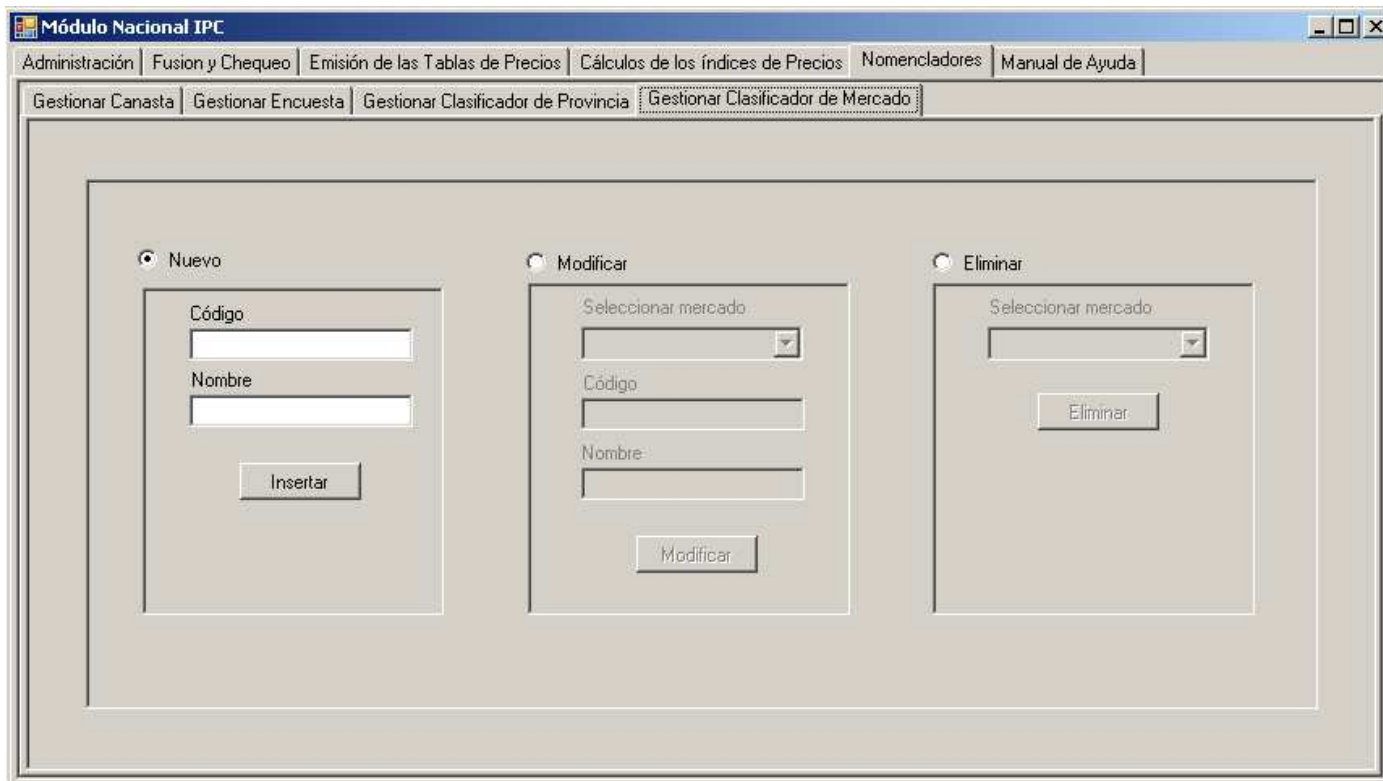 Módulo Nacional IPC
Administración Fusion y Chequeo Emisión de las Tablas de Precios Cálculos de los índices de Precios Nomencladores Manual de Ayuda
Gestionar Canasta Gestionar Encuesta Gestionar Clasificador de Provincia Gestionar Clasificador de Mercado
Nuevo
Código
Nombre
Insertar
Modificar
Seleccionar mercado
Código
Nombre
Modificar
Eliminar
Seleccionar mercado
Eliminar